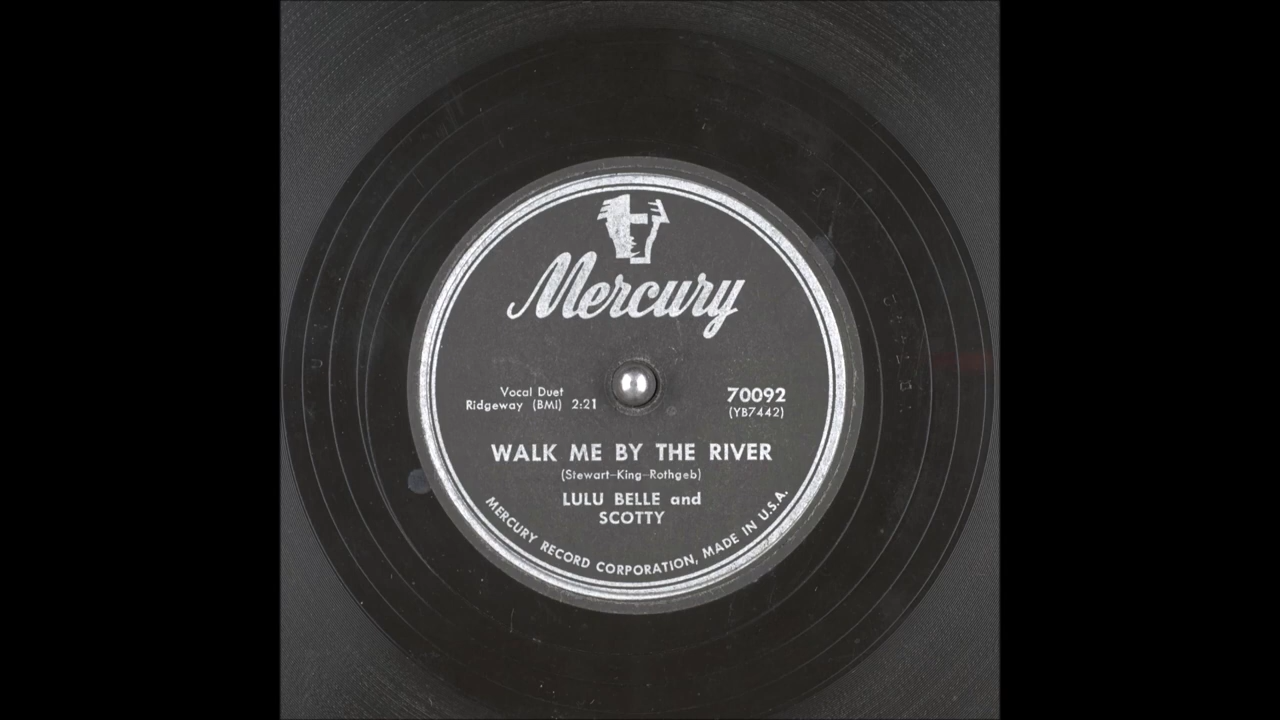 Mercury
Vocal Duet
Ridgeway (BMI) 2:21
70092
(YB7442)
WALK ME BY THE RIVER
(Stewart-King-Rothgeb)
LULU BELLE and
SCOTTY
MERCURY RECORD CORPORATION, MADE IN U.S.A.